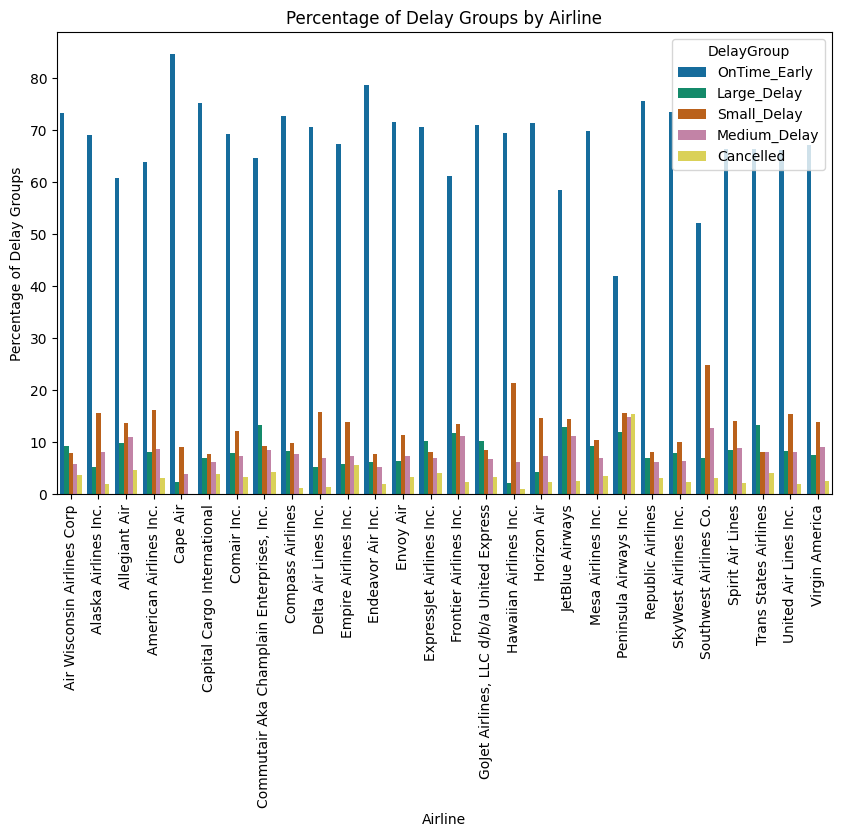 Percentage of Delay Groups by Airline
DelayGroup
OnTime_Early
Large_Delay
Small_Delay
Medium_Delay
Cancelled
Percentage of Delay Groups
80
70
60
50
40
30
20
10
0
Air Wisconsin Airlines Corp
Alaska Airlines Inc.
Allegiant Air
American Airlines Inc.
Cape Air
Capital Cargo International
Comair Inc.
Commutair Aka Champlain Enterprises, Inc.
Compass Airlines
Delta Air Lines Inc.
Empire Airlines Inc.
Endeavor Air Inc.
Envoy Air
ExpressJet Airlines Inc.
Frontier Airlines Inc.
GoJet Airlines, LLC d/b/a United Express
Hawaiian Airlines Inc.
Horizon Air
JetBlue Airways
Mesa Airlines Inc.
Peninsula Airways Inc.
Republic Airlines
SkyWest Airlines Inc.
Southwest Airlines Co.
Spirit Air Lines
Trans States Airlines
United Air Lines Inc.
Virgin America
Airline